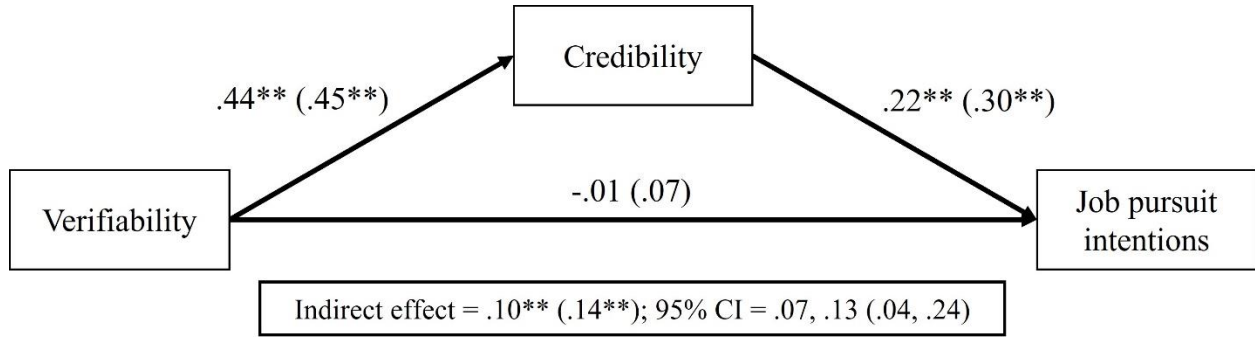 Credibility
.44** (.45**)
.22** (.30**)
Verifiability
-.01 (.07)
Job pursuit
intentions
Indirect effect = .10** (.14**); 95% CI = .07, .13 (.04, .24)